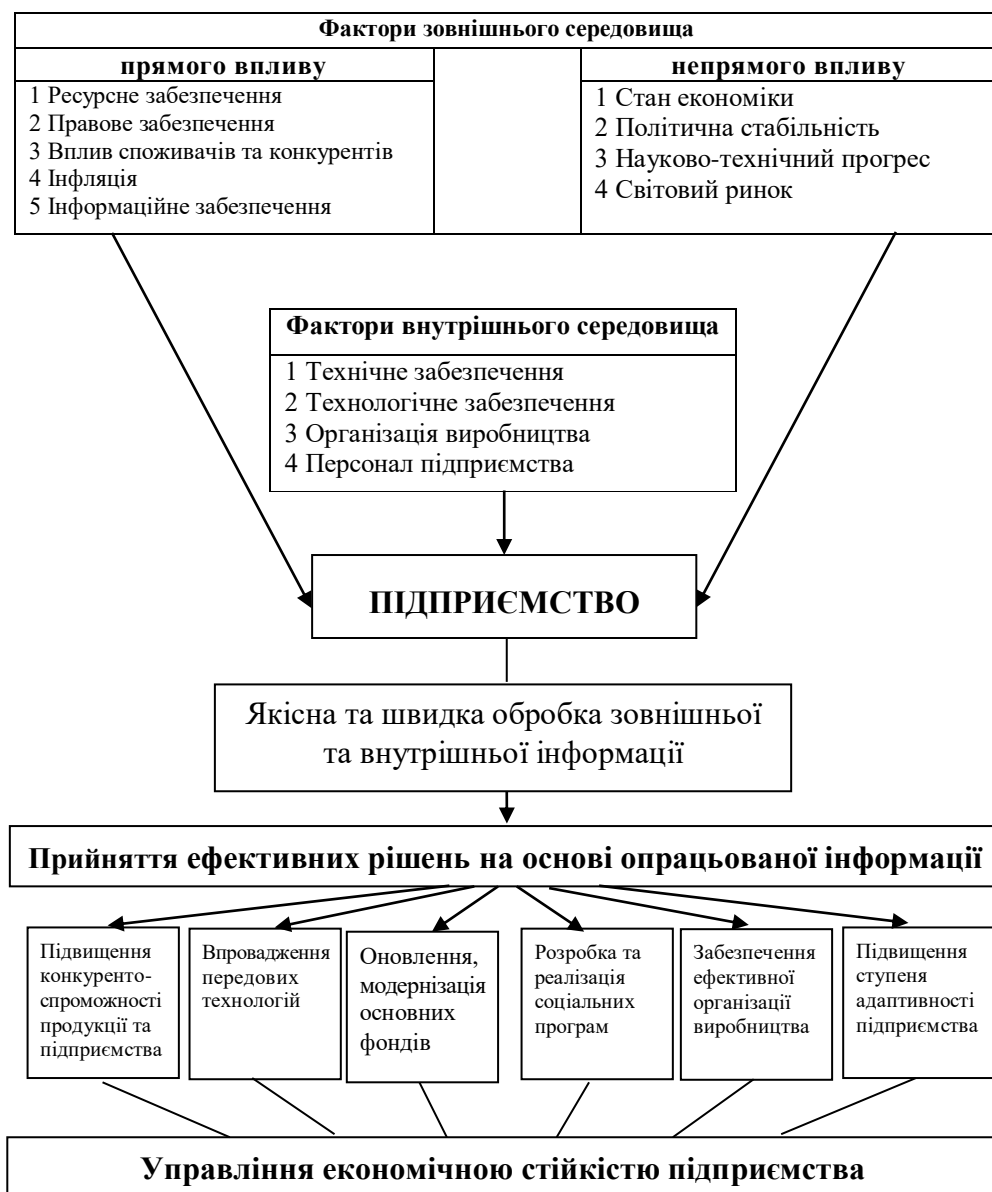 Фактори зовнішнього середовища
прямого впливу
1 Ресурсне забезпечення
2 Правове забезпечення
3 Вплив споживачів та конкурентів
4 Інфляція
5 Інформаційне забезпечення
непрямого впливу
1 Стан економіки
2 Політична стабільність
3 Науково-технічний прогрес
4 Світовий ринок
Фактори внутрішнього середовища
1 Технічне забезпечення
2 Технологічне забезпечення
3 Організація виробництва
4 Персонал підприємства
ПІДПРИЄМСТВО
Якісна та швидка обробка зовнішньої
та внутрішньої інформації
Прийняття ефективних рішень на основі опрацьованої інформації
Підвищення
конкуренто-
спроможності
продукції та
підприємства
Впровадження
передових
технологій
Оновлення,
модернізація
основних
фондів
Розробка та
реалізація
соціальних
програм
Забезпечення
ефективної
організації
виробництва
Підвищення
ступеня
адаптивності
підприємства
Управління економічною стійкістю підприємства